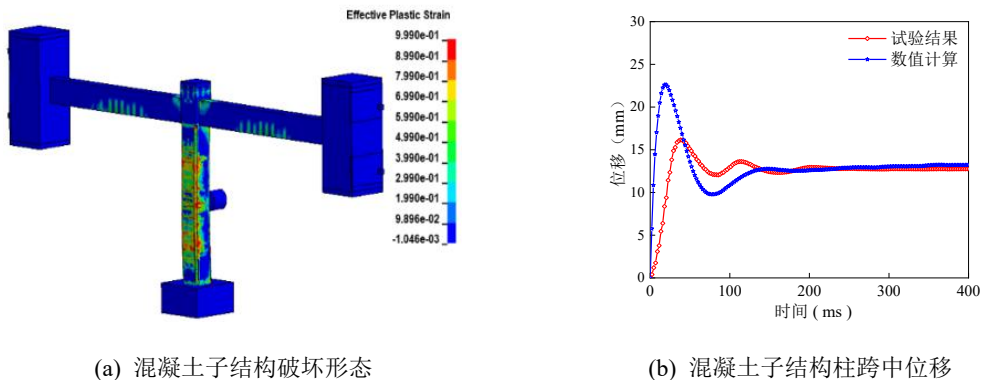 Effective Plastic Strain
9.990e-01
8.990e-01
7.990e-01
6.990e-01
5.990e-01
4.990e-01
3.990e-01
2.990e-01
1.990e-01
9.896e-02
-1.046e-03
(a) 混凝土子结构破坏形态
试验结果
数值计算
位移（mm）
30
25
20
15
10
5
0
0 100 200 300 400
时间 ( ms )
(b) 混凝土子结构柱跨中位移